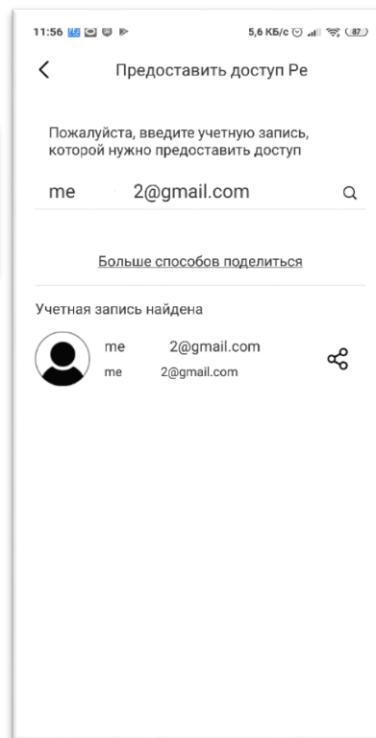 11:56 5,6 КБ/с 87
Предоставить доступ Pe
Пожалуйста, введите учетную запись,
которой нужно предоставить доступ
me 2@gmail.com
Больше способов поделиться
Учетная запись найдена
me 2@gmail.com
me 2@gmail.com